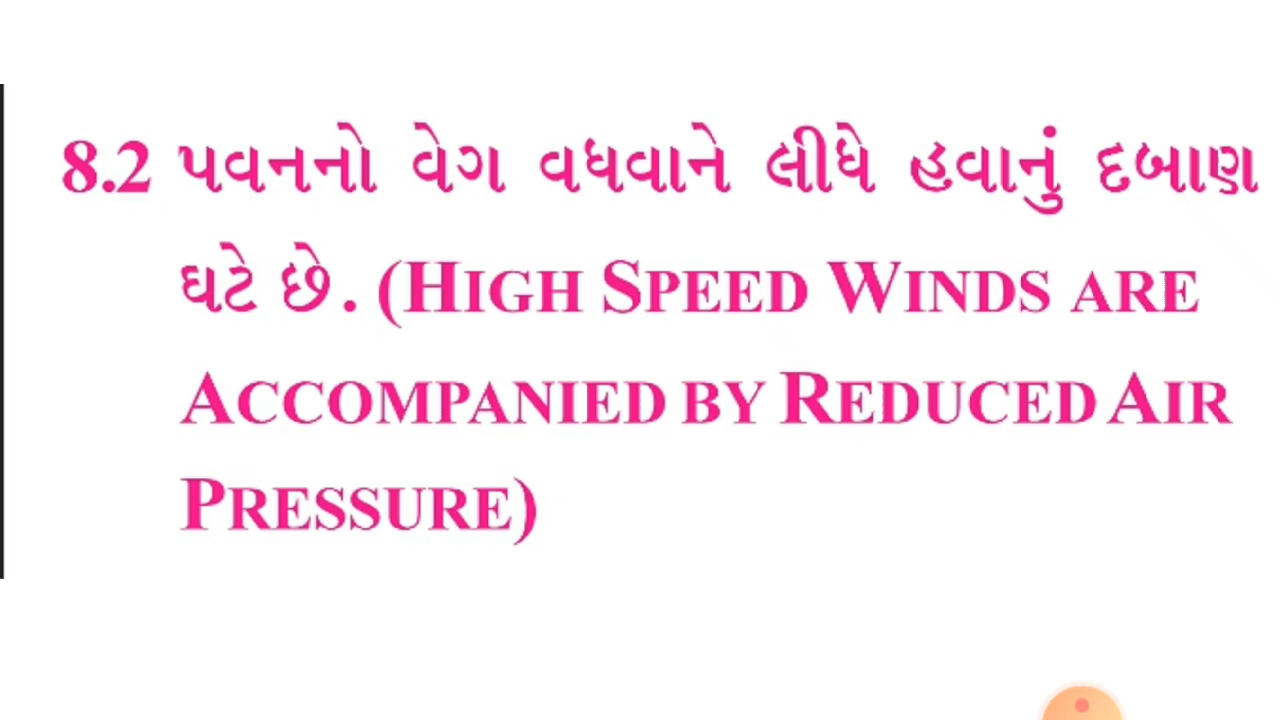 8.2 પવનનો વેગ વધવાને લીધે હવાનું દબાણ
ઘટે છે. (HIGH SPEED WINDS ARE
ACCOMPANIED BY REDUCED AIR
PRESSURE)